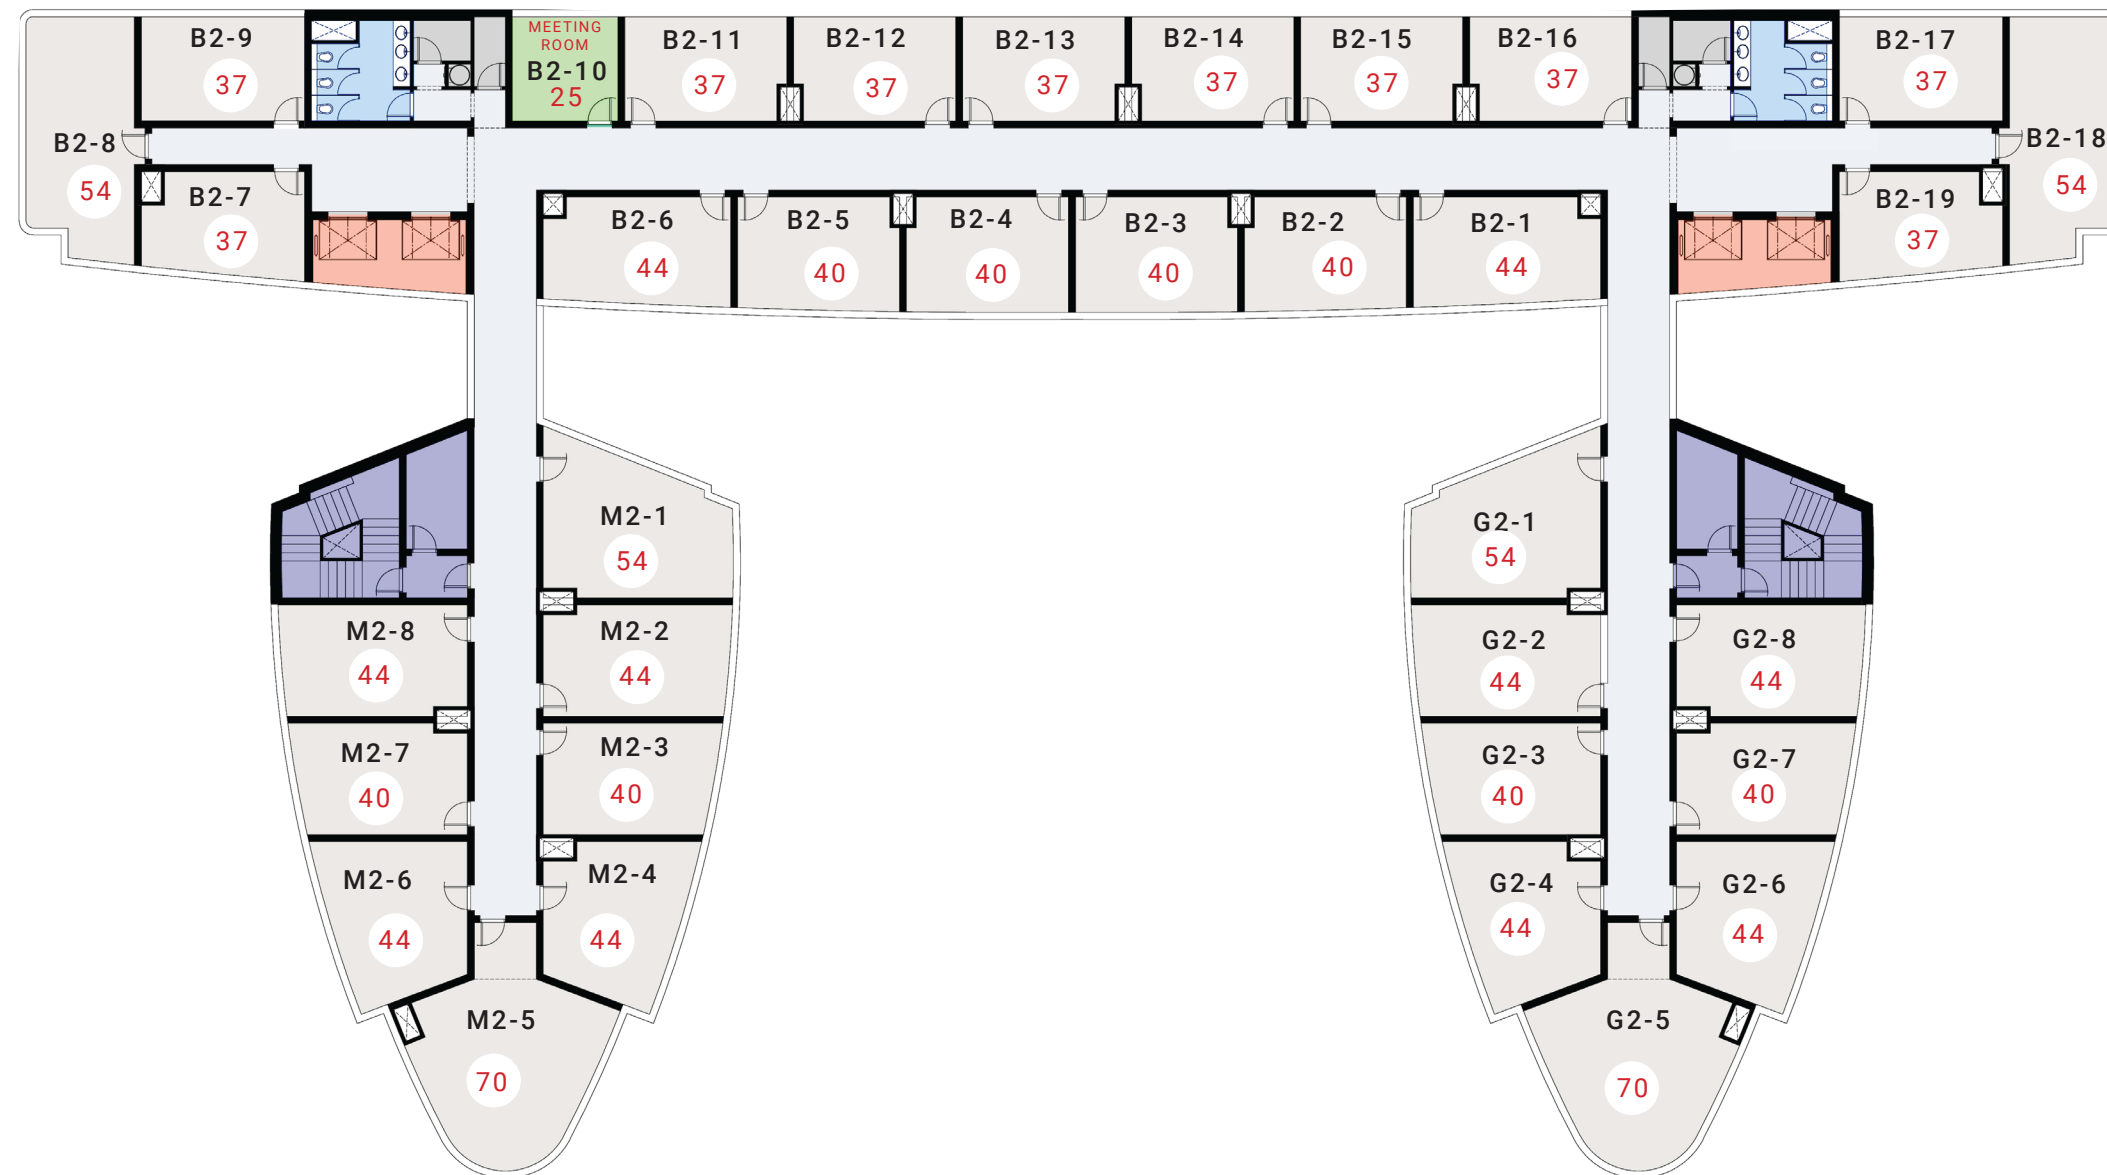 B2-9
37
MEETING
ROOM
B2-10
25
B2-11
37
B2-12
37
B2-13
37
B2-14
37
B2-15
37
B2-16
37
B2-17
37
B2-8
54
B2-18
54
B2-7
37
B2-6
44
B2-5
40
B2-4
40
B2-3
40
B2-2
40
B2-1
44
B2-19
37
M2-1
54
G2-1
54
M2-8
44
M2-2
44
G2-2
44
G2-8
44
M2-7
40
M2-3
40
G2-3
40
G2-7
40
M2-6
44
M2-4
44
G2-4
44
G2-6
44
M2-5
70
G2-5
70